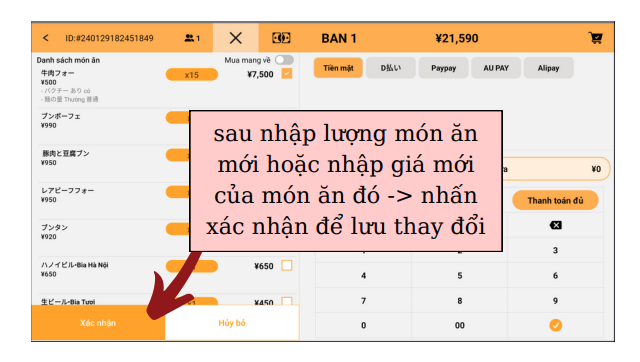 ID:#240129182451849 1 BAN 1 ¥21,590
Danh sách món ăn Mua mang về
牛肉フォー x15 ¥7,500
¥500
- パクチー あり có
- 麺の量 Thường 普通
Tiền mặt D払い Paypay AU PAY Alipay
ブンボーフェ
¥990
豚肉と豆腐ブン
¥950
¥0
レアビーフフォー
¥950
Thanh toán đủ
ブンタン
¥920
sau nhập lượng món ăn
mới hoặc nhập giá mới
của món ăn đó -> nhấn
xác nhận để lưu thay đổi
3
ハノイビル-Bia Hà Nội ¥650
¥650
4 5 6
生ビール-Bia Tươi ¥450
7 8 9
Xác nhận Hủy bỏ
0 00